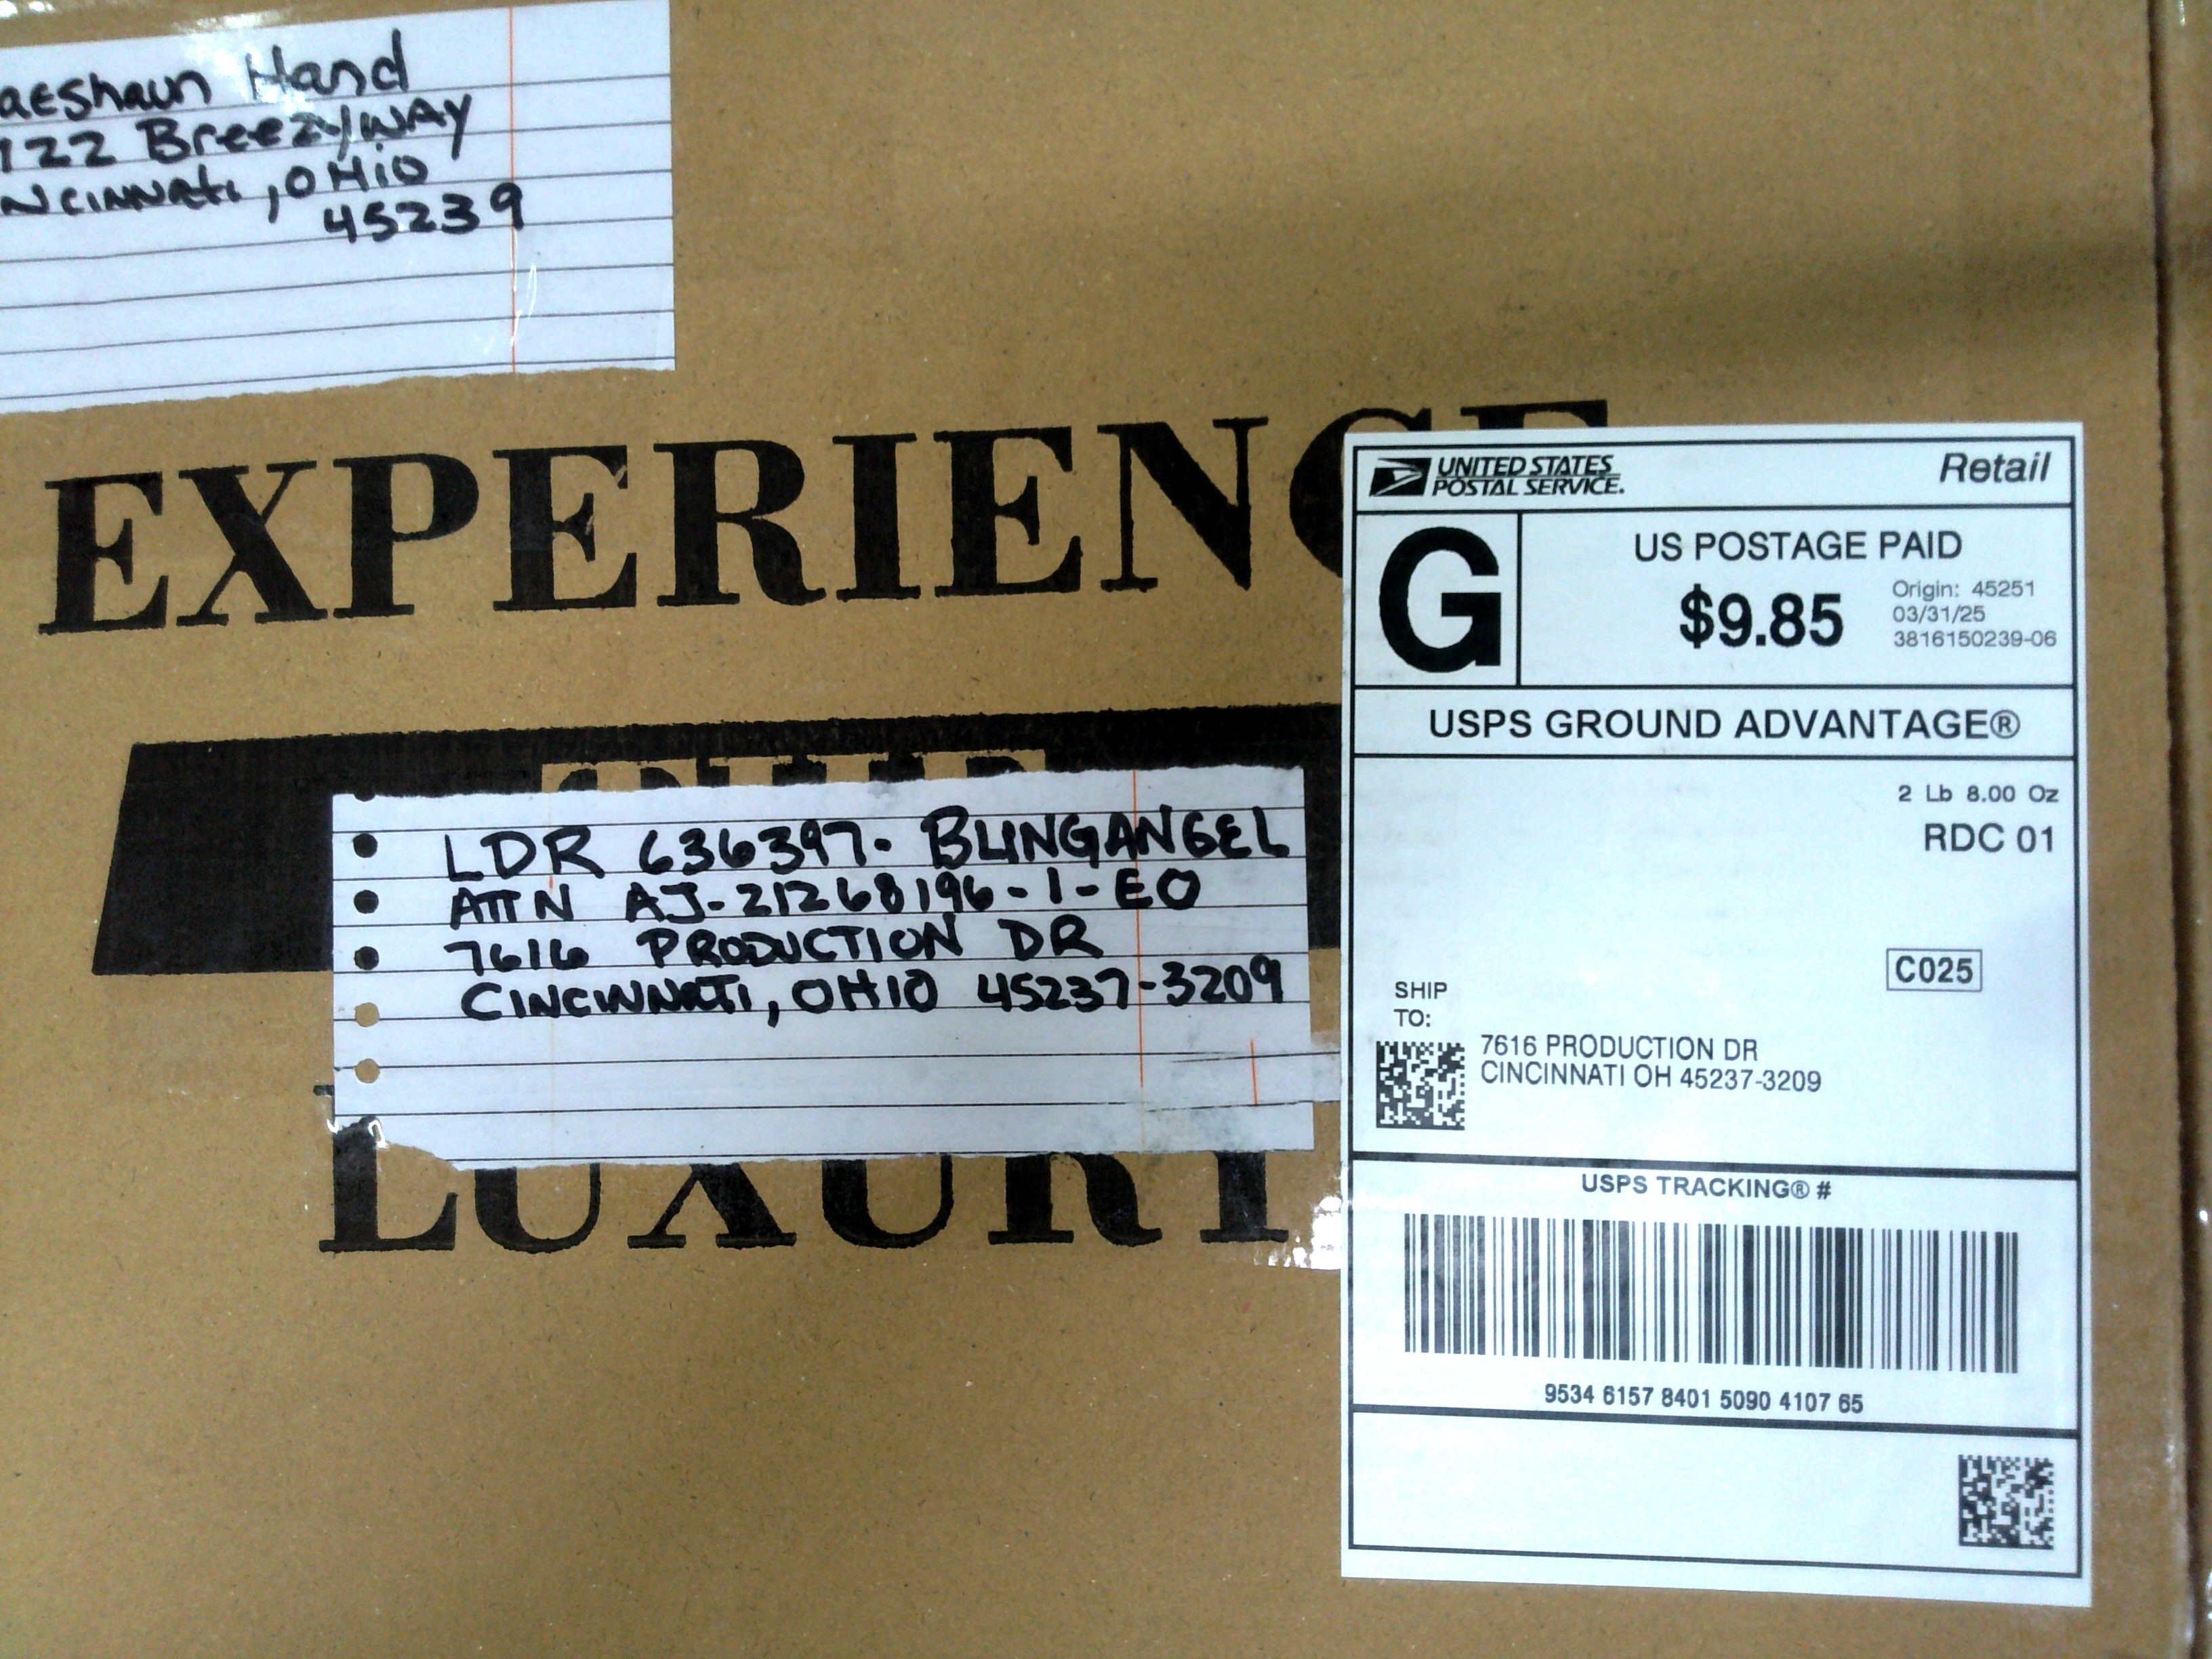 aeshaun Hand
122 Breezyway
ncinnati, OHio
45239
EXPERIENCE
THE
LDR 636397- BLINGANGEL
ATTN AJ-21268196-1-EO
7616 PRODUCTION DR
CINCINNATI, OHIO 45237-3209
LUXURY
UNITED STATES
POSTAL SERVICE.
Retail
G
US POSTAGE PAID
$9.85
Origin: 45251
03/31/25
3816150239-06
USPS GROUND ADVANTAGE®
2 Lb 8.00 Oz
RDC 01
C025
SHIP
TO:
7616 PRODUCTION DR
CINCINNATI OH 45237-3209
USPS TRACKING® #
9534 6157 8401 5090 4107 65